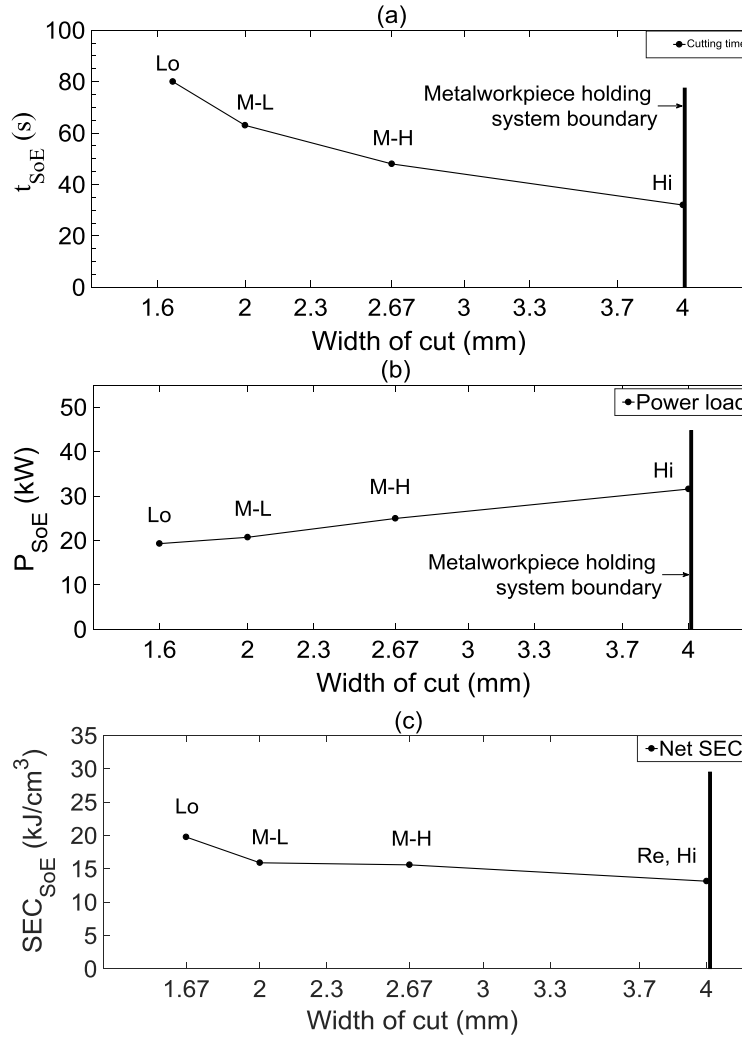 (a)
100
80
60
40
20
0
t_SoE (s)
Lo
M-L
M-H
Hi
Cutting time
Metalworkpiece holding
system boundary
1.6 2 2.3 2.67 3 3.3 3.7 4
Width of cut (mm)
(b)
50
40
30
20
10
0
P_SoE (kW)
Lo
M-L
M-H
Hi
Power load
Metalworkpiece holding
system boundary
1.6 2 2.3 2.67 3 3.3 3.7 4
Width of cut (mm)
(c)
35
30
25
20
15
10
5
0
SEC_SoE (kJ/cm³)
Lo
M-L
M-H
Re, Hi
Net SEC
1.67 2 2.3 2.67 3 3.3 3.7 4
Width of cut (mm)